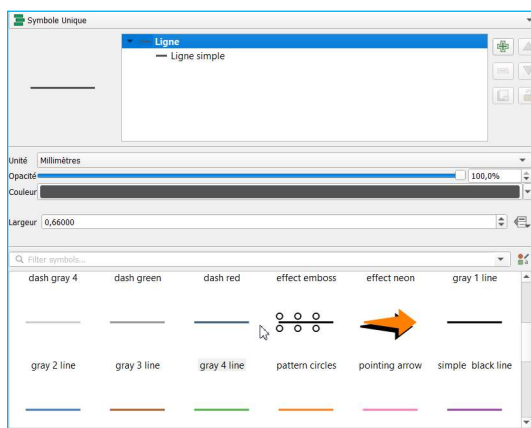 Symbole Unique
Ligne
Ligne simple
Unité Millimètres
Opacité 100,0%
Couleur
Largeur 0,66000
Filter symbols...
dash gray 4 dash green dash red effect emboss effect neon gray 1 line
gray 2 line gray 3 line gray 4 line pattern circles pointing arrow simple black line